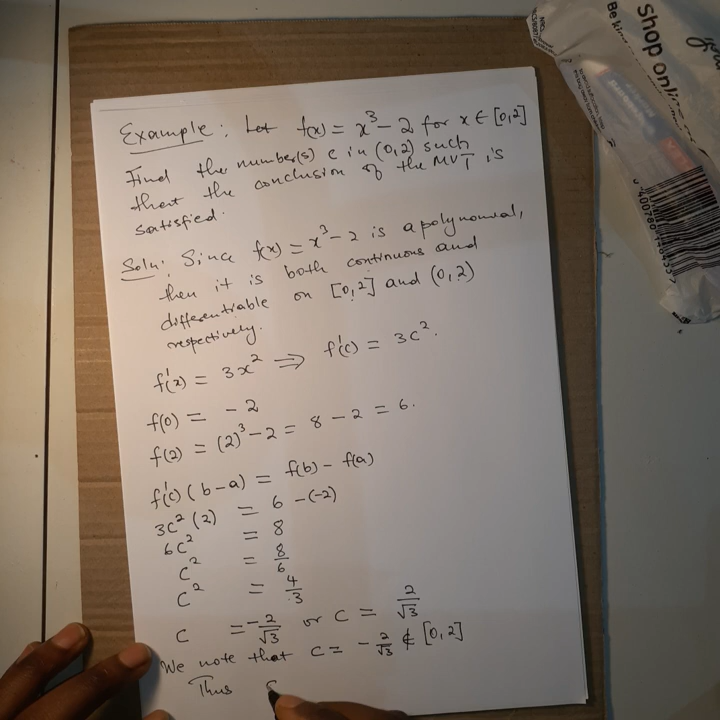 Example: Let f(x) = x³ - 2 for x ∈ [0,2]
Find the number(s) c in (0,2) such
that the conclusion of the MVT is
satisfied.
Soln: Since f(x) = x³ - 2 is a polynomial,
then it is both continuous and
differentiable on [0,2] and (0,2)
respectively.
f'(x) = 3x² ⟹ f'(c) = 3c².
f(0) = -2
f(2) = (2)³ - 2 = 8 - 2 = 6.
f'(c)(b-a) = f(b) - f(a)
3c²(2) = 6 - (-2)
6c² = 8
c² = 8/6
c² = 4/3
c = -2/√3 or c = 2/√3
We note that c = -2/√3 ∉ [0,2]
Thus
shop online